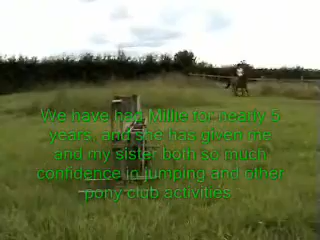 We have had Millie for nearly 5
years, and she has given me
and my sister both so much
confidence in jumping and other
pony club activities